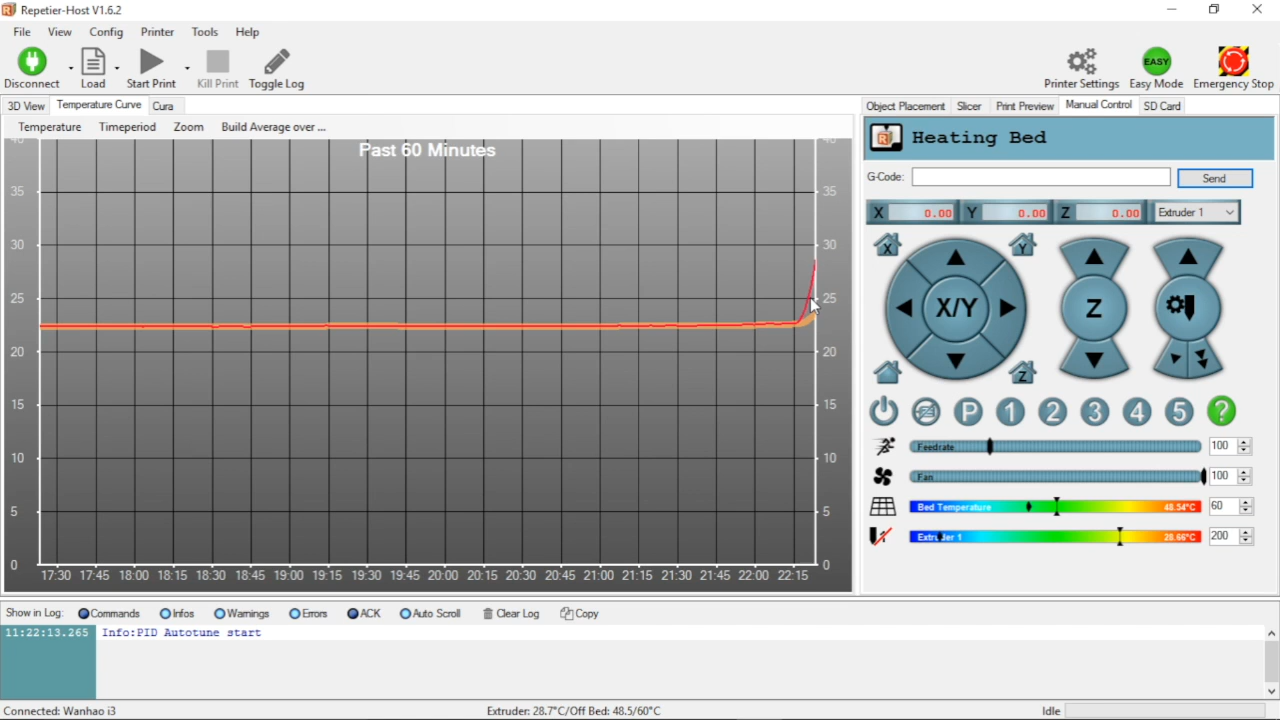 Repetier-Host V1.6.2
File View Config Printer Tools Help
Disconnect Load Start Print Kill Print Toggle Log EASY Printer Settings Easy Mode Emergency Stop
3D View Temperature Curve Cura
Temperature Timeperiod Zoom Build Average over ...
Past 60 Minutes
40 40
35 35
30 30
25 25
20 20
15 15
10 10
5 5
0 0
17:30 17:45 18:00 18:15 18:30 18:45 19:00 19:15 19:30 19:45 20:00 20:15 20:30 20:45 21:00 21:15 21:30 21:45 22:00 22:15
Object Placement Slicer Print Preview Manual Control SD Card
R Heating Bed
G-Code: Send
X 0.00 Y 0.00 Z 0.00 Extruder 1
X Y
X/Y Z
Z
P 1 2 3 4 5 ?
Feedrate 100
Fan 100
Bed Temperature 48.54°C 60
Extruder 1 28.66°C 200
Show in Log: Commands Infos Warnings Errors ACK Auto Scroll Clear Log Copy
11:22:13.265 Info:PID Autotune start
Connected: Wanhao i3 Extruder: 28.7°C/Off Bed: 48.5/60°C Idle